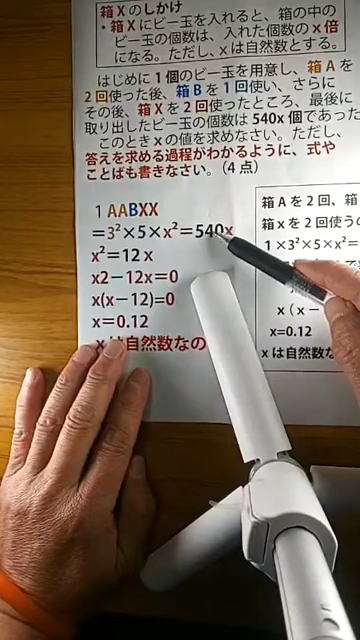 箱Xのしかけ
・箱Xにビー玉を入れると、箱の中の
ビー玉の個数は、入れた個数のx倍
になる。ただし、xは自然数とする。
はじめに1個のビー玉を用意し、箱Aを
2回使った後、箱Bを1回使い、さらに
その後、箱Xを2回使ったところ、最後に
取り出したビー玉の個数は540x個であった
このときxの値を求めなさい。ただし、
答えを求める過程がわかるように、式や
ことばも書きなさい。（4点）
1 AABXX
=3²×5×x²=540x
x²=12x
x2−12x=0
x(x−12)=0
x=0.12
xは自然数なの
箱Aを2回、箱
箱xを2回使うの
1×3²×5×x²=
x(x−
x=0.12
xは自然数な